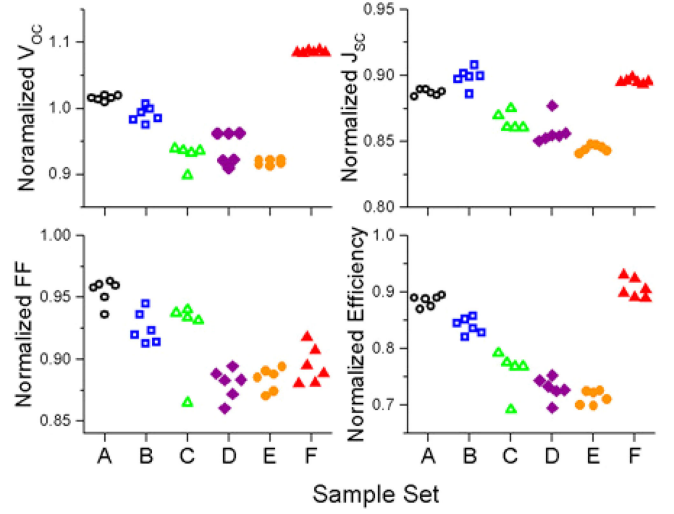 Noramalized V_OC
1.1
1.0
0.9
Normalized J_SC
0.95
0.90
0.85
0.80
Normalized FF
1.00
0.95
0.90
0.85
A B C D E F
Normalized Efficiency
1.0
0.9
0.8
0.7
A B C D E F
Sample Set